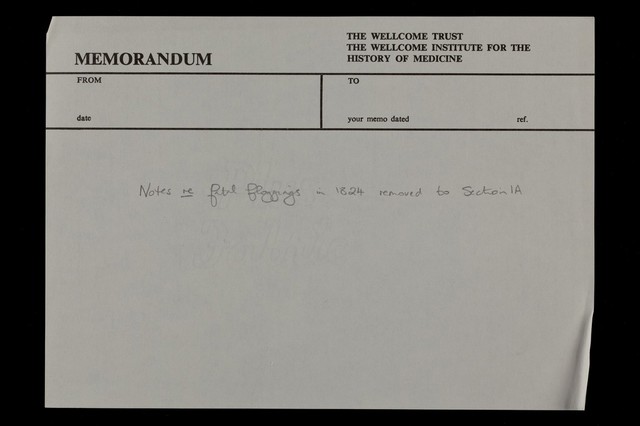 MEMORANDUM
THE WELLCOME TRUST
THE WELLCOME INSTITUTE FOR THE
HISTORY OF MEDICINE
FROM
TO
date
your memo dated ref.
Notes re fatal floggings in 1824 removed to Section 1A